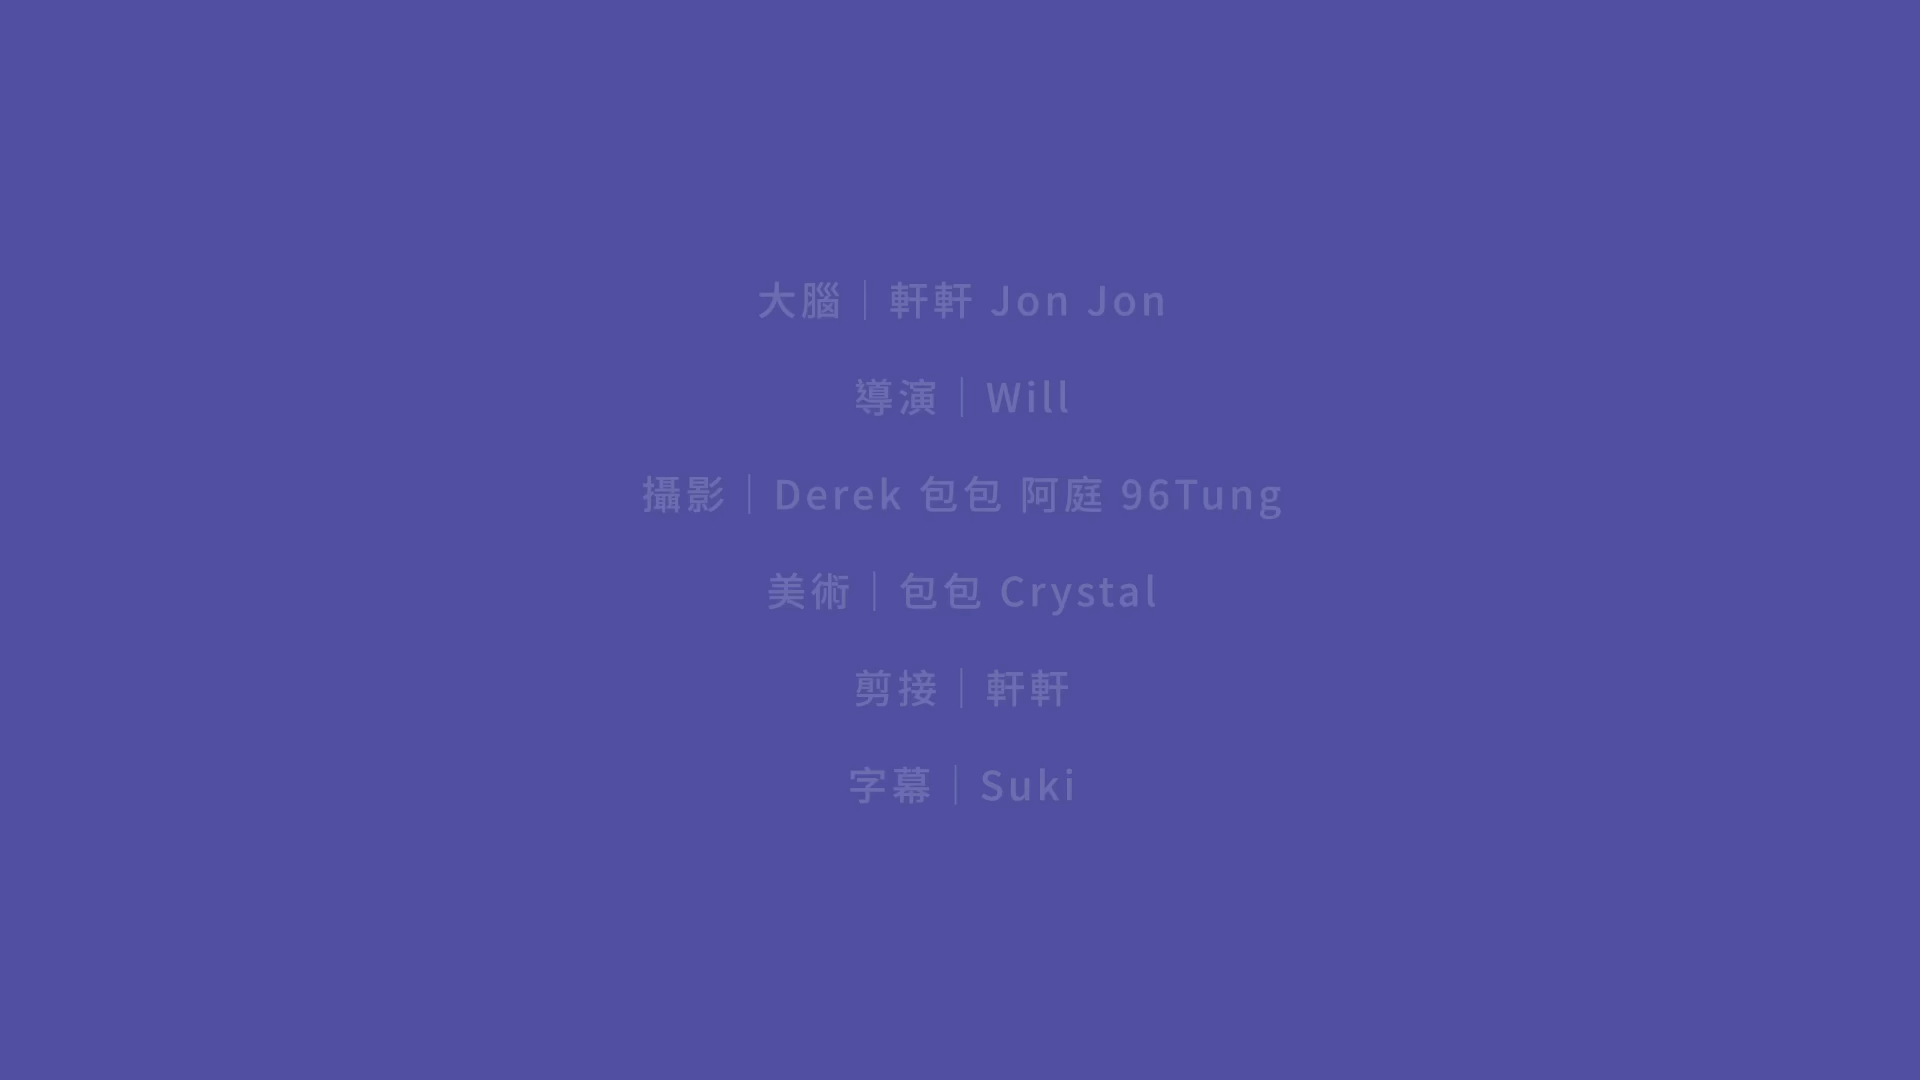 大腦｜軒軒 Jon Jon
導演｜Will
攝影｜Derek 包包 阿庭 96Tung
美術｜包包 Crystal
剪接｜軒軒
字幕｜Suki